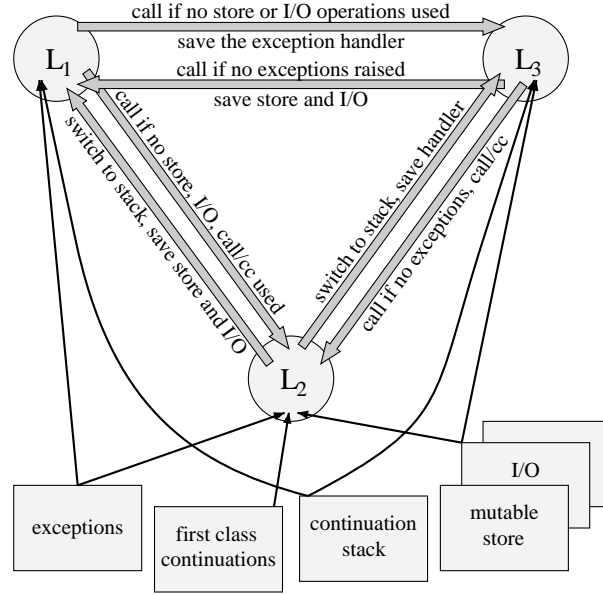 call if no store or I/O operations used
save the exception handler
L1
L3
call if no exceptions raised
save store and I/O
call if no store, I/O, call/cc used
switch to stack, save store and I/O
switch to stack, save handler
call if no exceptions, call/cc
L2
I/O
exceptions
first class
continuations
continuation
stack
mutable
store